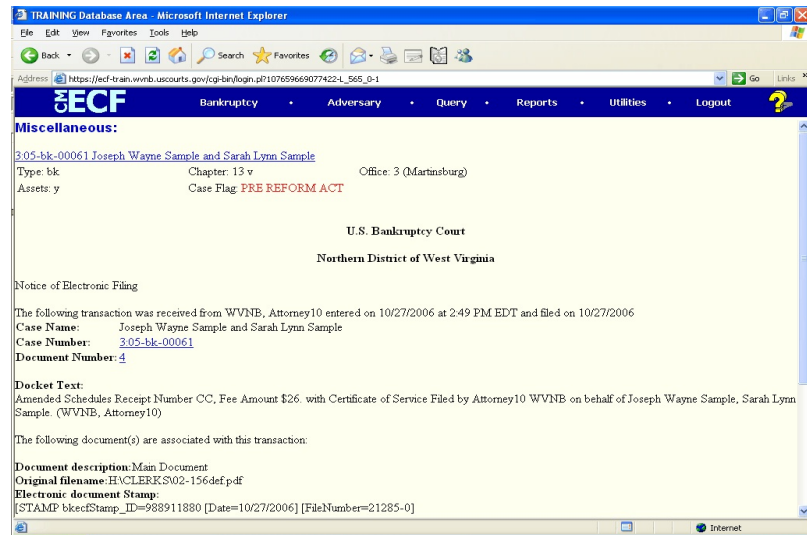 TRAINING Database Area - Microsoft Internet Explorer
File Edit View Favorites Tools Help
Back Search Favorites
Address https://ecf-train.wvnb.uscourts.gov/cgi-bin/login.pl?107659669077422-L_565_0-1 Go Links »
CM ECF Bankruptcy • Adversary • Query • Reports • Utilities • Logout ?
Miscellaneous:
3:05-bk-00061 Joseph Wayne Sample and Sarah Lynn Sample
Type: bk Chapter: 13 v Office: 3 (Martinsburg)
Assets: y Case Flag: PRE REFORM ACT
U.S. Bankruptcy Court
Northern District of West Virginia
Notice of Electronic Filing
The following transaction was received from WVNB, Attorney10 entered on 10/27/2006 at 2:49 PM EDT and filed on 10/27/2006
Case Name: Joseph Wayne Sample and Sarah Lynn Sample
Case Number: 3:05-bk-00061
Document Number: 4
Docket Text:
Amended Schedules Receipt Number CC, Fee Amount $26. with Certificate of Service Filed by Attorney10 WVNB on behalf of Joseph Wayne Sample, Sarah Lynn
Sample. (WVNB, Attorney10)
The following document(s) are associated with this transaction:
Document description:Main Document
Original filename:H:\CLERKS\02-156def.pdf
Electronic document Stamp:
[STAMP bkecfStamp_ID=988911880 [Date=10/27/2006] [FileNumber=21285-0]
Internet